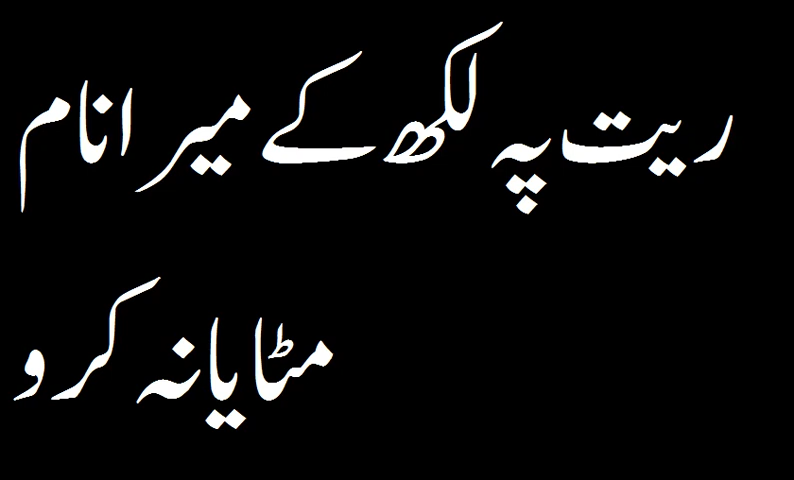 ریت پہ لکھ کے میرا نام
مٹایا نہ کرو